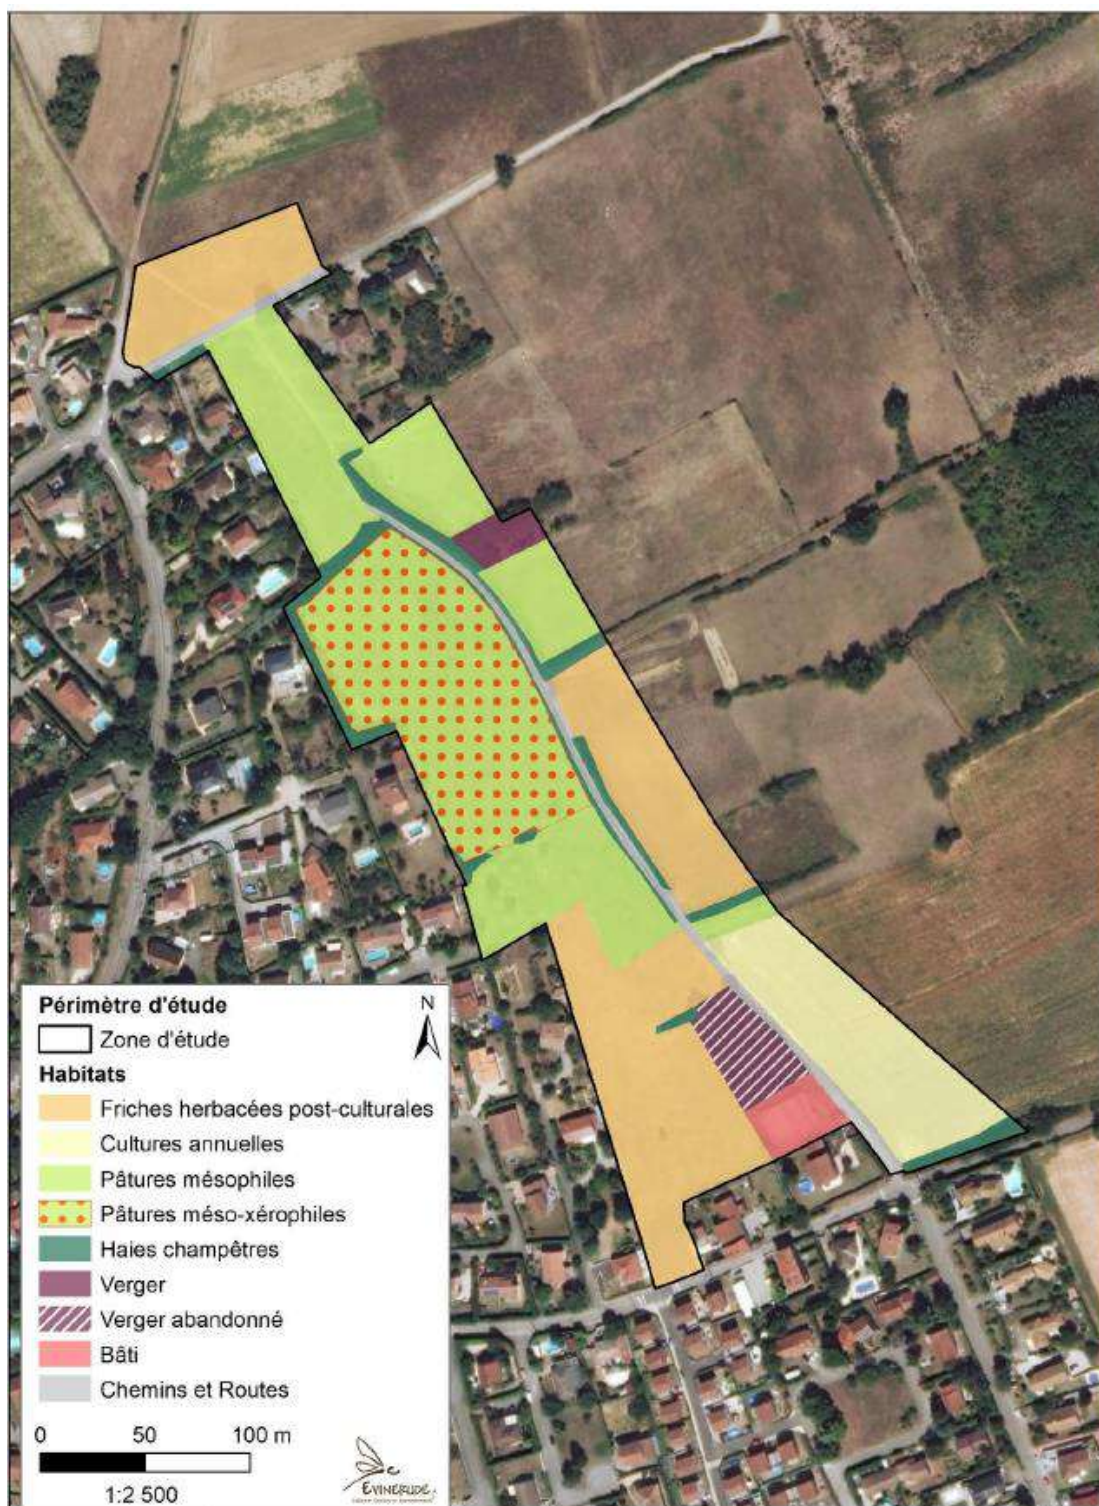 Périmètre d'étude
N
Zone d'étude
Habitats
Friches herbacées post-culturales
Cultures annuelles
Pâtures mésophiles
Pâtures méso-xérophiles
Haies champêtres
Verger
Verger abandonné
Bâti
Chemins et Routes
0 50 100 m
1:2 500
EVINERUDE